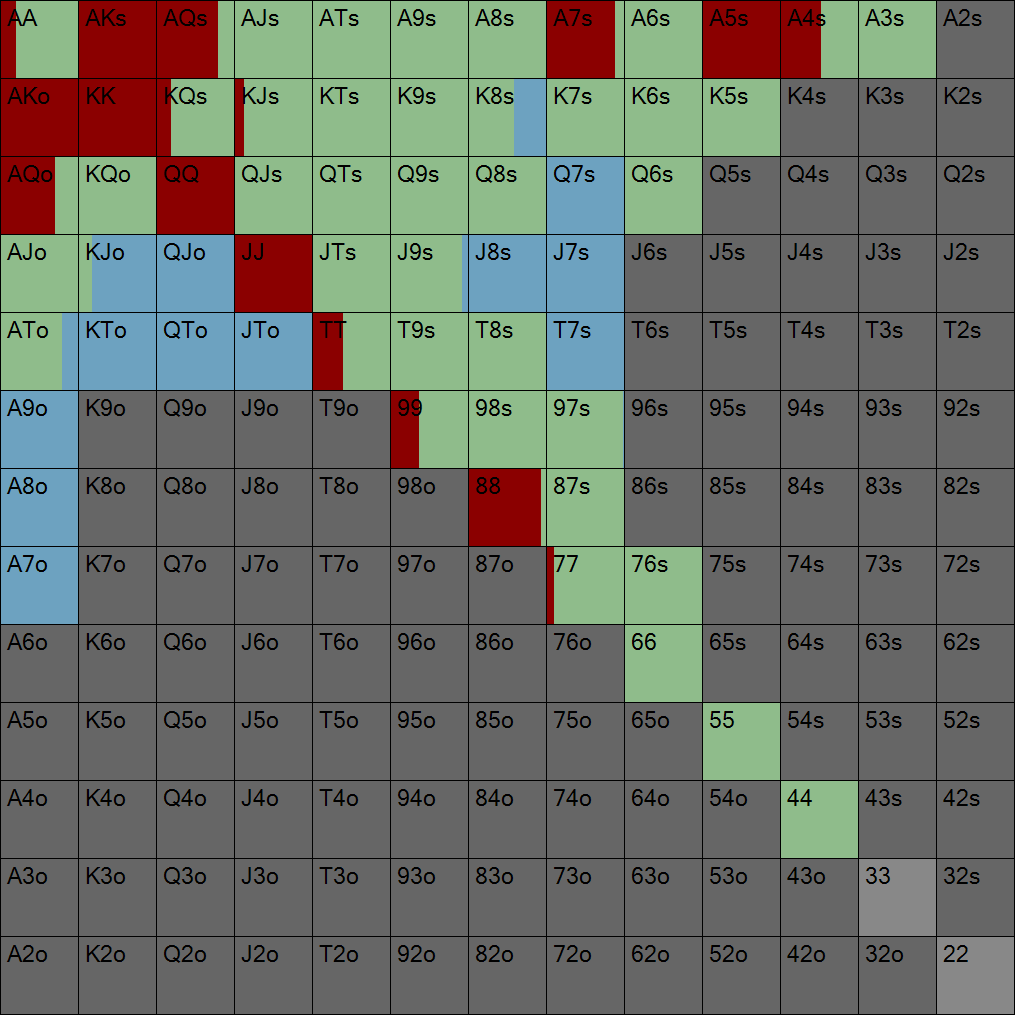 AA AKs AQs AJs ATs A9s A8s A7s A6s A5s A4s A3s A2s
AKo KK KQs KJs KTs K9s K8s K7s K6s K5s K4s K3s K2s
AQo KQo QQ QJs QTs Q9s Q8s Q7s Q6s Q5s Q4s Q3s Q2s
AJo KJo QJo JJ JTs J9s J8s J7s J6s J5s J4s J3s J2s
ATo KTo QTo JTo TT T9s T8s T7s T6s T5s T4s T3s T2s
A9o K9o Q9o J9o T9o 99 98s 97s 96s 95s 94s 93s 92s
A8o K8o Q8o J8o T8o 98o 88 87s 86s 85s 84s 83s 82s
A7o K7o Q7o J7o T7o 97o 87o 77 76s 75s 74s 73s 72s
A6o K6o Q6o J6o T6o 96o 86o 76o 66 65s 64s 63s 62s
A5o K5o Q5o J5o T5o 95o 85o 75o 65o 55 54s 53s 52s
A4o K4o Q4o J4o T4o 94o 84o 74o 64o 54o 44 43s 42s
A3o K3o Q3o J3o T3o 93o 83o 73o 63o 53o 43o 33 32s
A2o K2o Q2o J2o T2o 92o 82o 72o 62o 52o 42o 32o 22